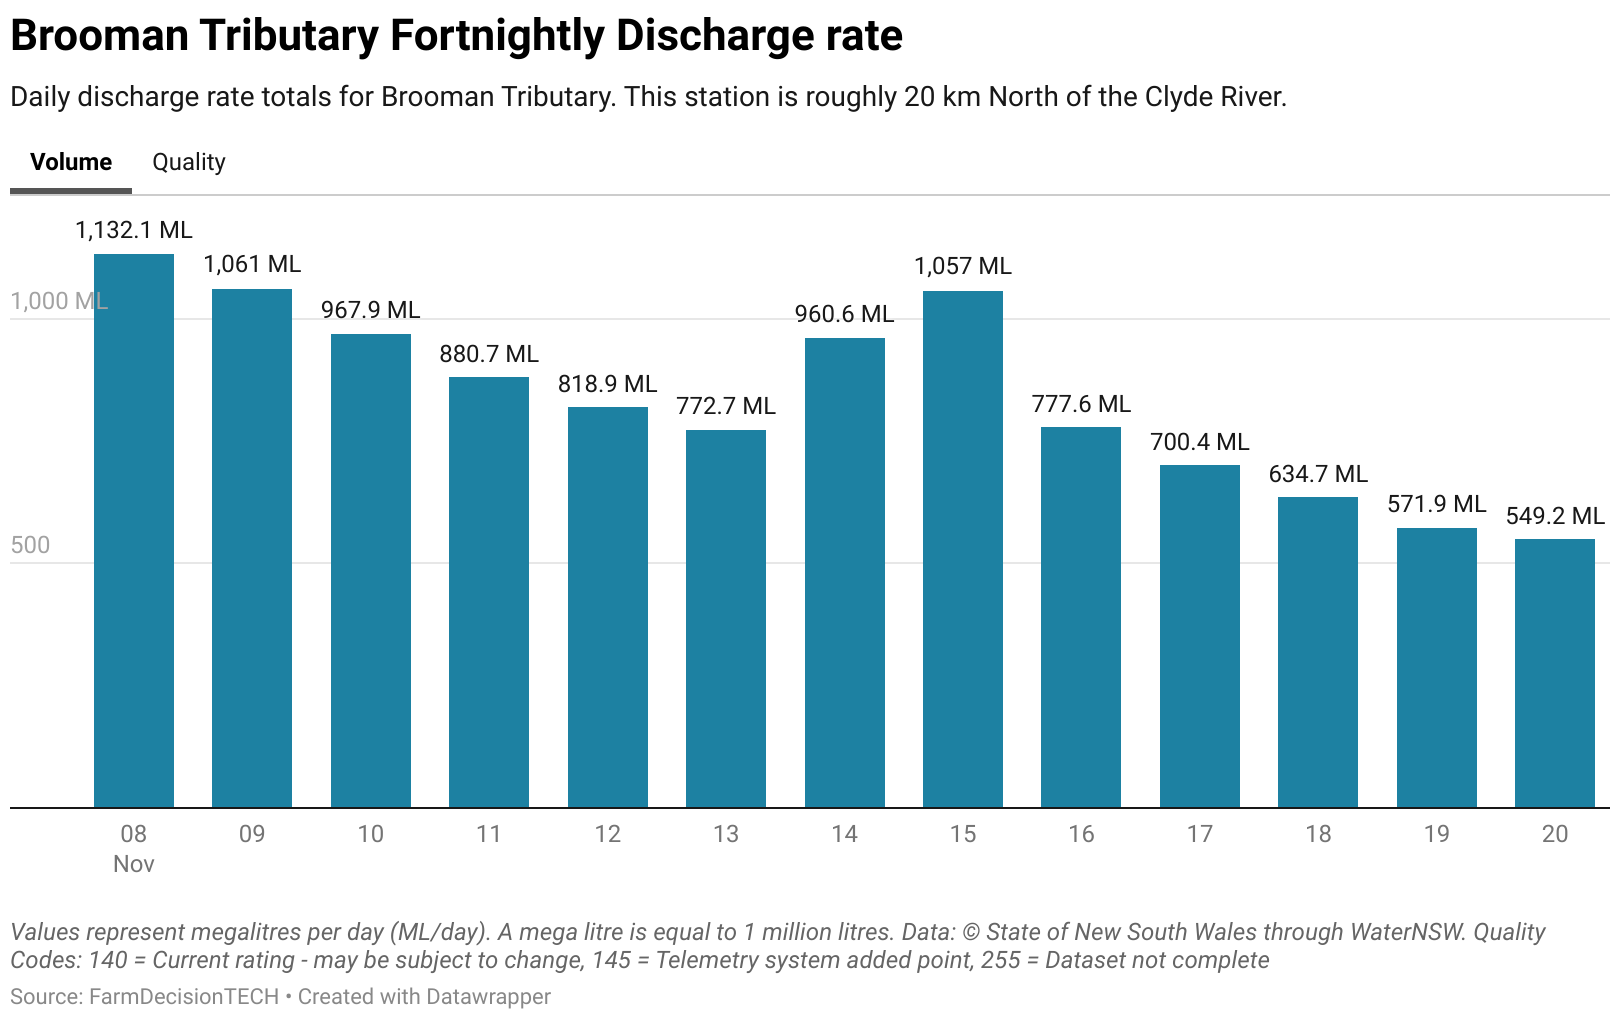 Brooman Tributary Fortnightly Discharge rate
Daily discharge rate totals for Brooman Tributary. This station is roughly 20 km North of the Clyde River.
Volume Quality
1,132.1 ML
1,061 ML
967.9 ML
880.7 ML
818.9 ML
772.7 ML
960.6 ML
1,057 ML
777.6 ML
700.4 ML
634.7 ML
571.9 ML
549.2 ML
1,000 ML
500
08 09 10 11 12 13 14 15 16 17 18 19 20
Nov
Values represent megalitres per day (ML/day). A mega litre is equal to 1 million litres. Data: © State of New South Wales through WaterNSW. Quality
Codes: 140 = Current rating - may be subject to change, 145 = Telemetry system added point, 255 = Dataset not complete
Source: FarmDecisionTECH • Created with Datawrapper